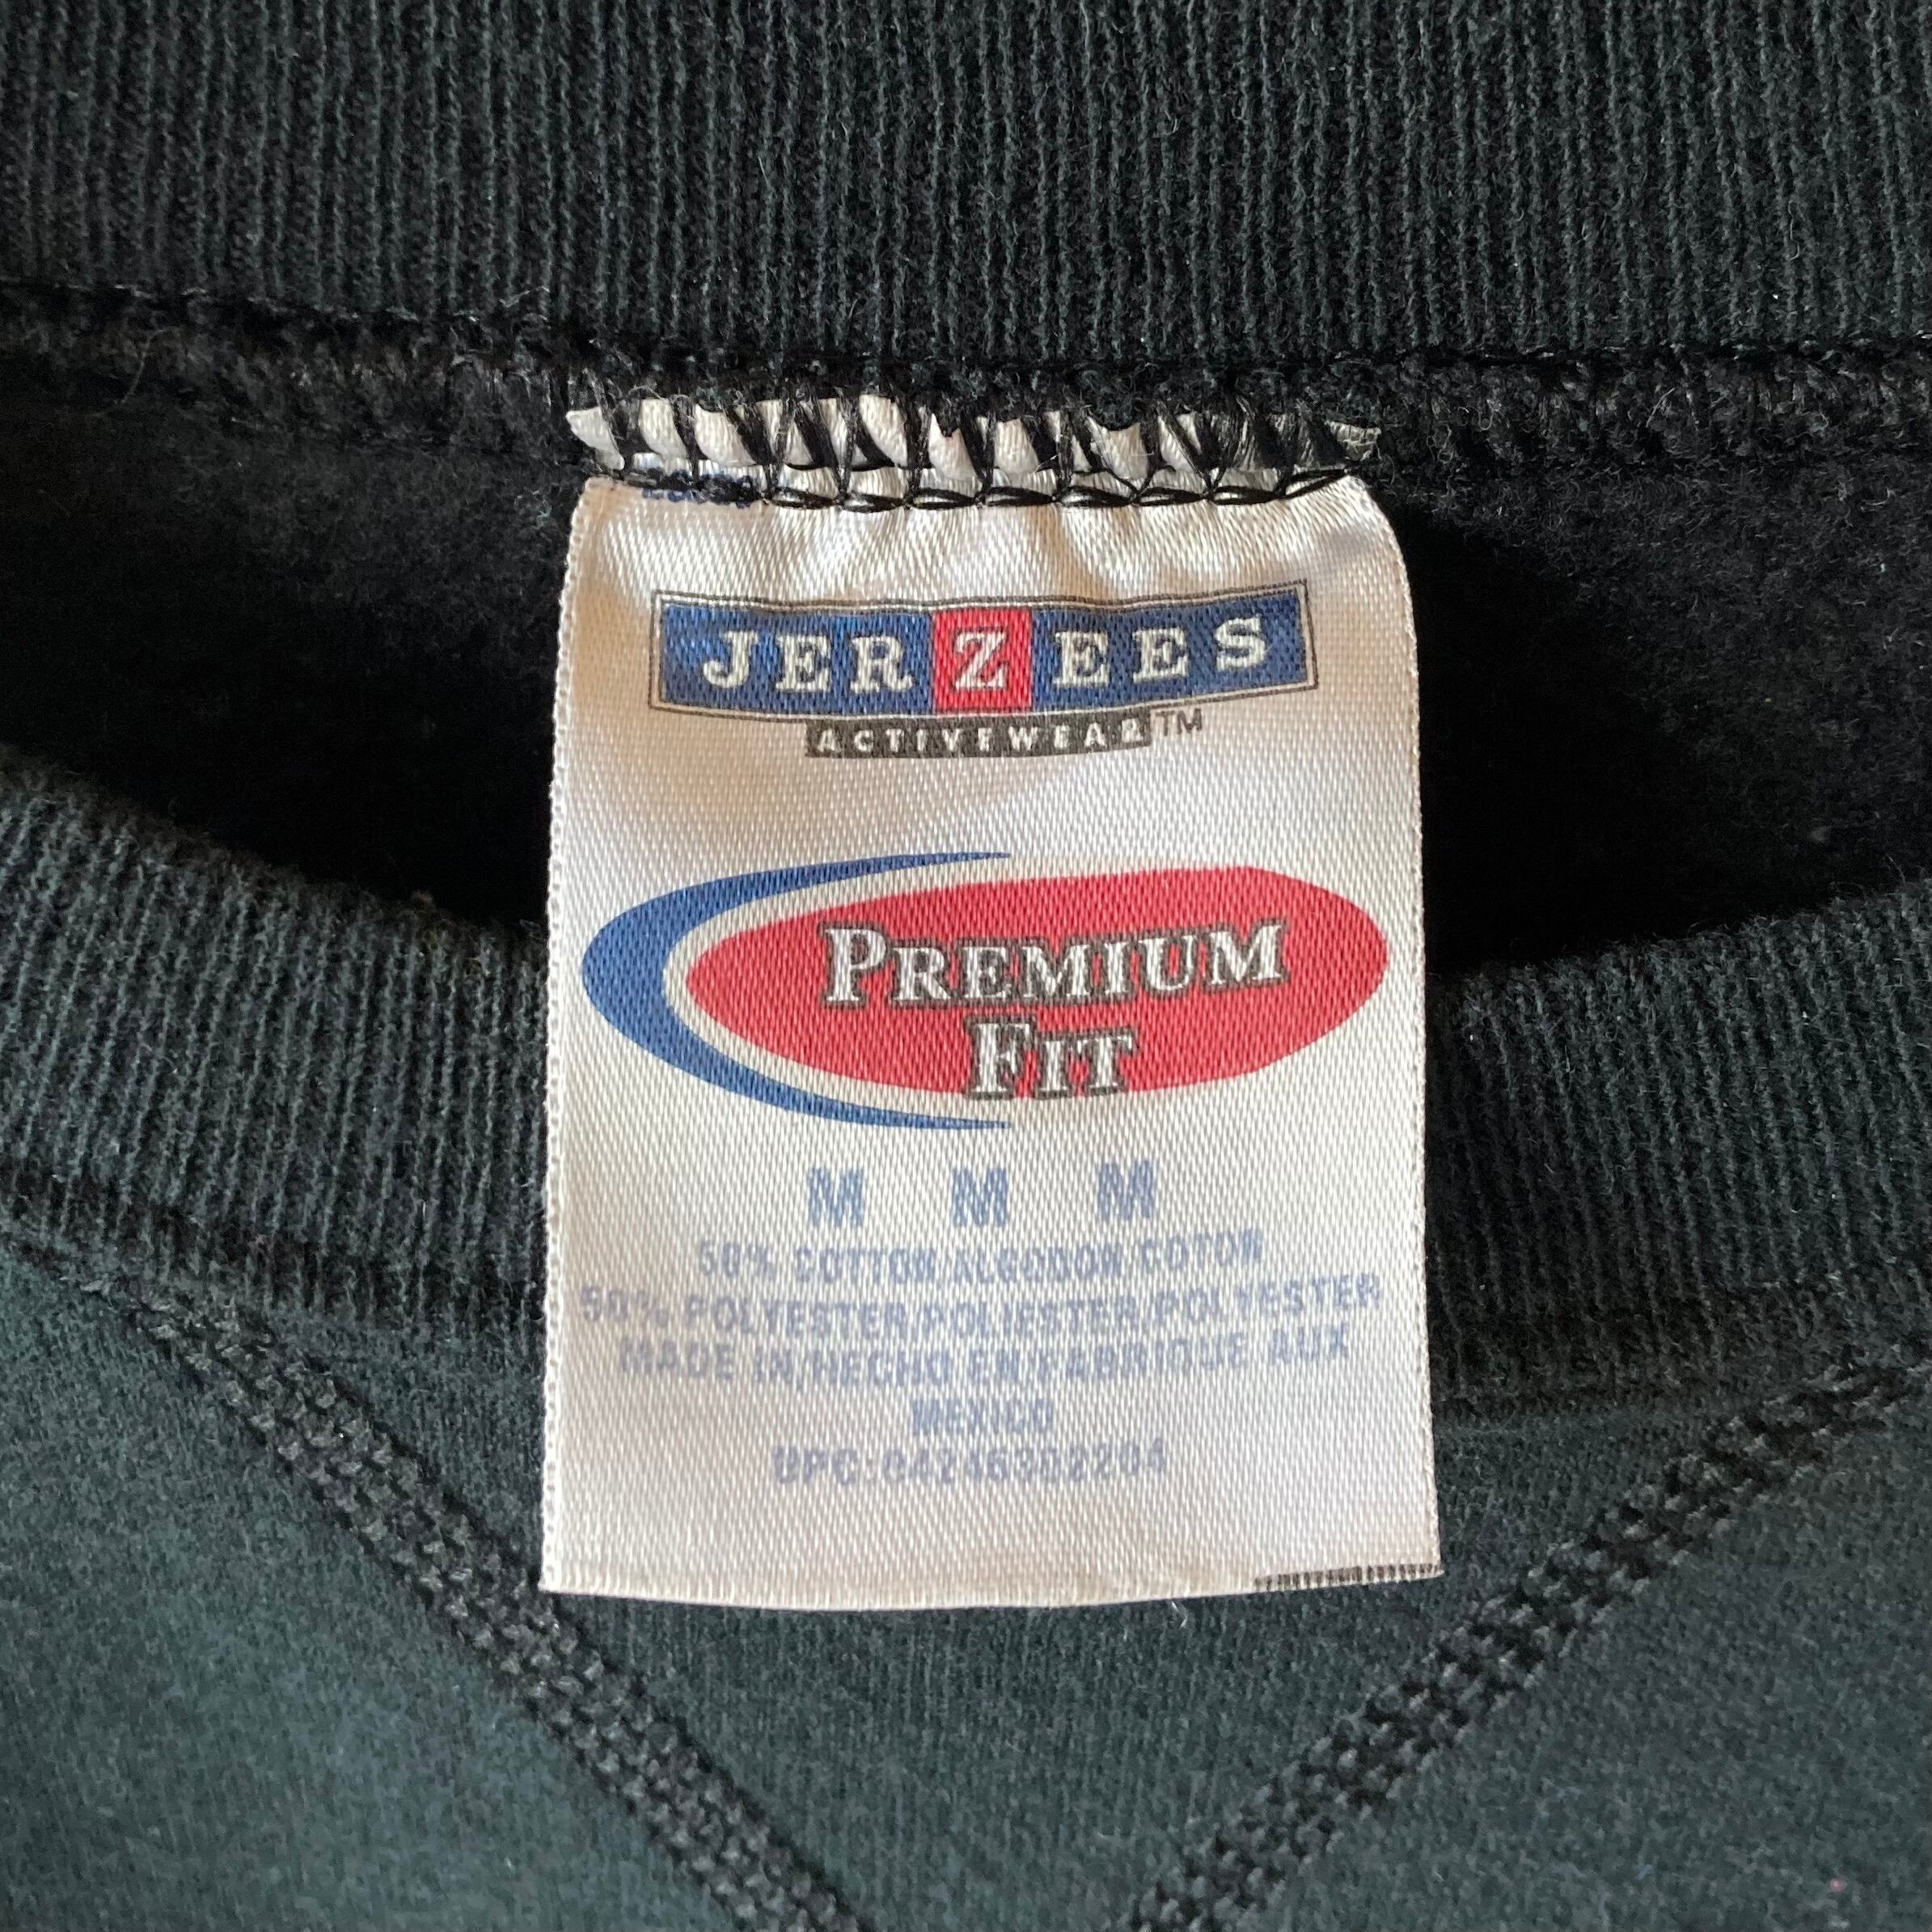 JERZEES
ACTIVEWEAR™
PREMIUM
FIT
M M M
50% COTTON/ALGODON/COTON
50% POLYESTER/POLIESTER/POLYESTER
MADE IN/HECHO EN/FABRIQUE AUX
MEXICO
UPC: